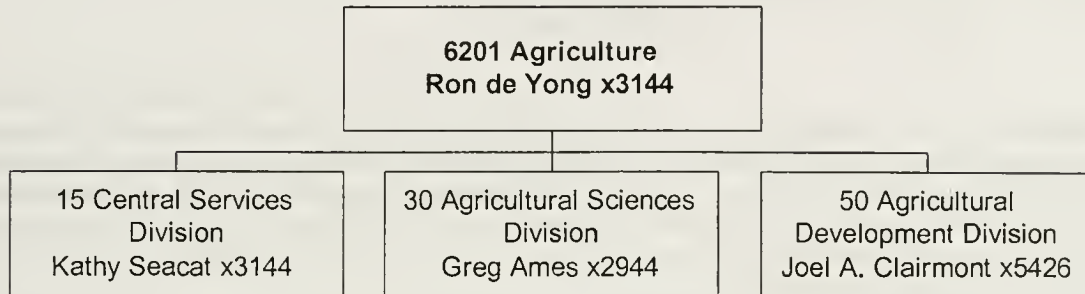 6201 Agriculture
Ron de Yong x3144
15 Central Services
Division
Kathy Seacat x3144
30 Agricultural Sciences
Division
Greg Ames x2944
50 Agricultural
Development Division
Joel A. Clairmont x5426